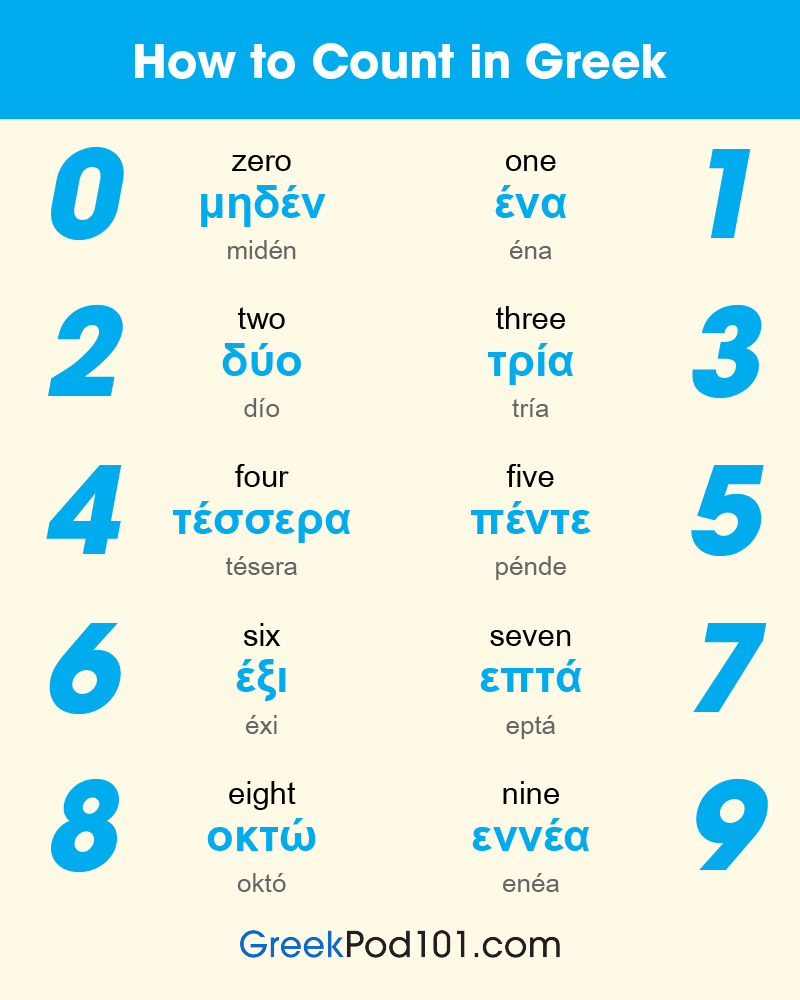 How to Count in Greek
0
zero
μηδέν
midén
one
ένα
éna
1
2
two
δύο
dío
three
τρία
tría
3
4
four
τέσσερα
tésera
five
πέντε
pénde
5
6
six
έξι
éxi
seven
επτά
eptá
7
8
eight
οκτώ
októ
nine
εννέα
enéa
9
GreekPod101.com